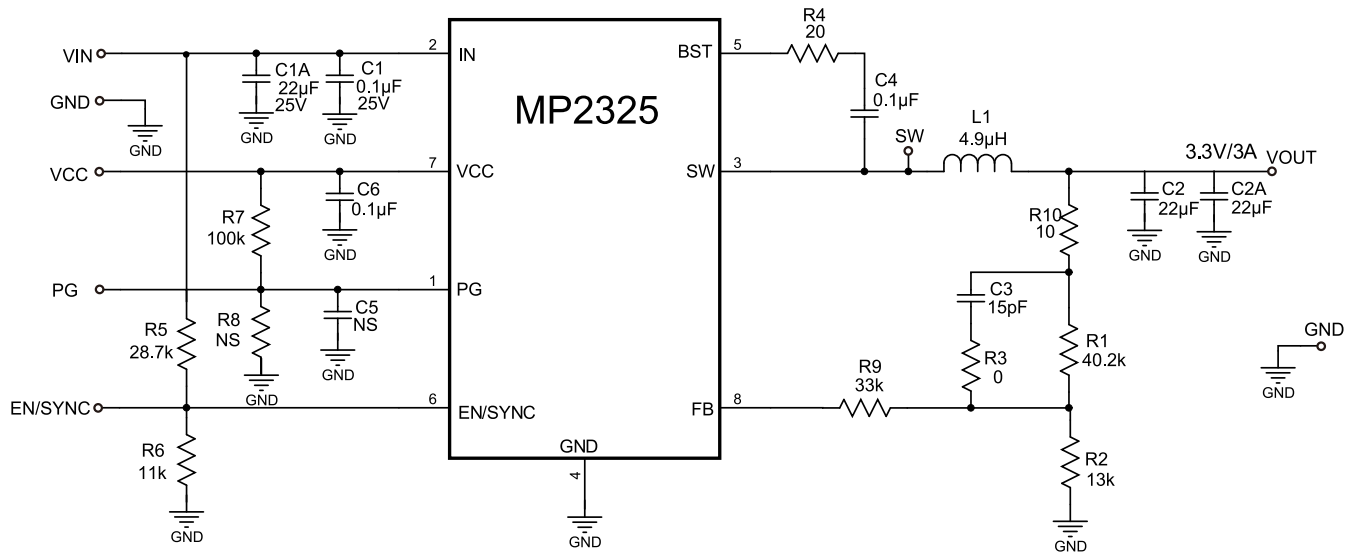 VIN
GND
GND
VCC
PG
EN/SYNC
C1A
22µF
25V
GND
C1
0.1µF
25V
GND
C6
0.1µF
GND
R7
100k
R8
NS
GND
C5
NS
GND
R5
28.7k
R6
11k
GND
2
7
1
6
MP2325
IN
VCC
PG
EN/SYNC
GND
4
GND
BST
SW
FB
5
3
8
R4
20
C4
0.1µF
SW
L1
4.9µH
3.3V/3A
VOUT
C2
22µF
GND
C2A
22µF
GND
R10
10
C3
15pF
R3
0
R1
40.2k
R9
33k
R2
13k
GND
GND
GND